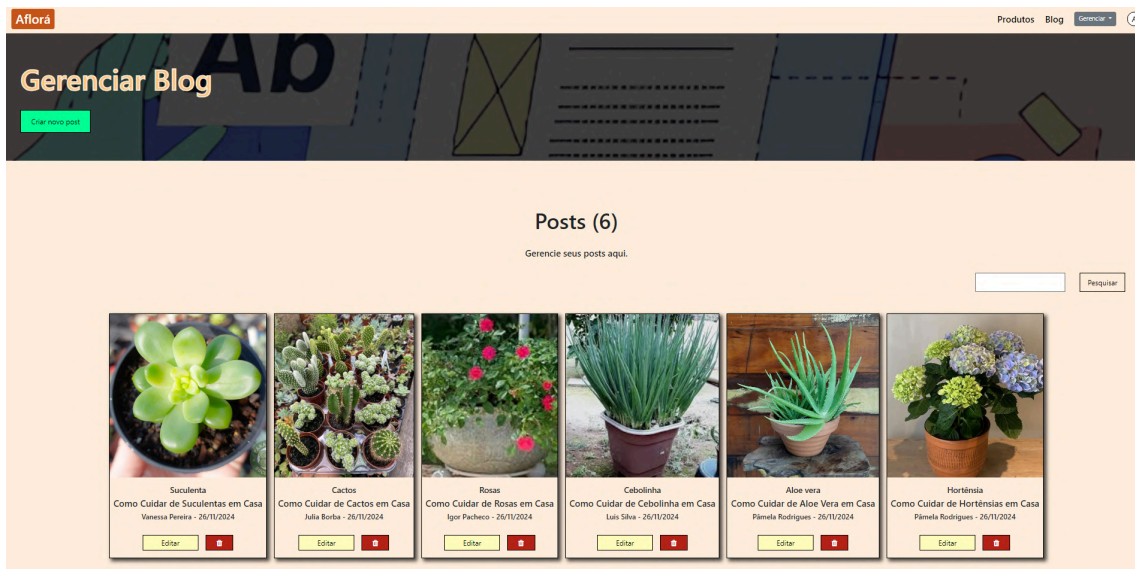 Aflorá
Produtos Blog Gerenciar
Ab
Gerenciar Blog
Criar novo post
Posts (6)
Gerencie seus posts aqui.
Pesquisar
Suculenta
Como Cuidar de Suculentas em Casa
Vanessa Pereira - 26/11/2024
Editar
Cactos
Como Cuidar de Cactos em Casa
Julia Borba - 26/11/2024
Editar
Rosas
Como Cuidar de Rosas em Casa
Igor Pacheco - 26/11/2024
Editar
Cebolinha
Como Cuidar de Cebolinha em Casa
Luis Silva - 26/11/2024
Editar
Aloe vera
Como Cuidar de Aloe Vera em Casa
Pâmela Rodrigues - 26/11/2024
Editar
Hortênsia
Como Cuidar de Hortênsias em Casa
Pâmela Rodrigues - 26/11/2024
Editar